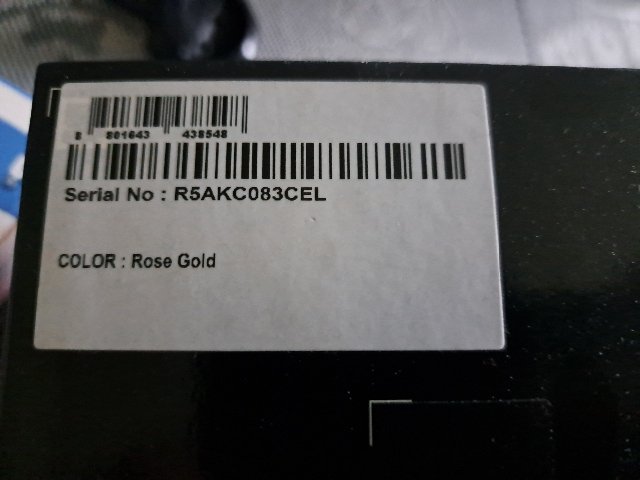 8 801643 438548
Serial No : R5AKC083CEL
COLOR : Rose Gold